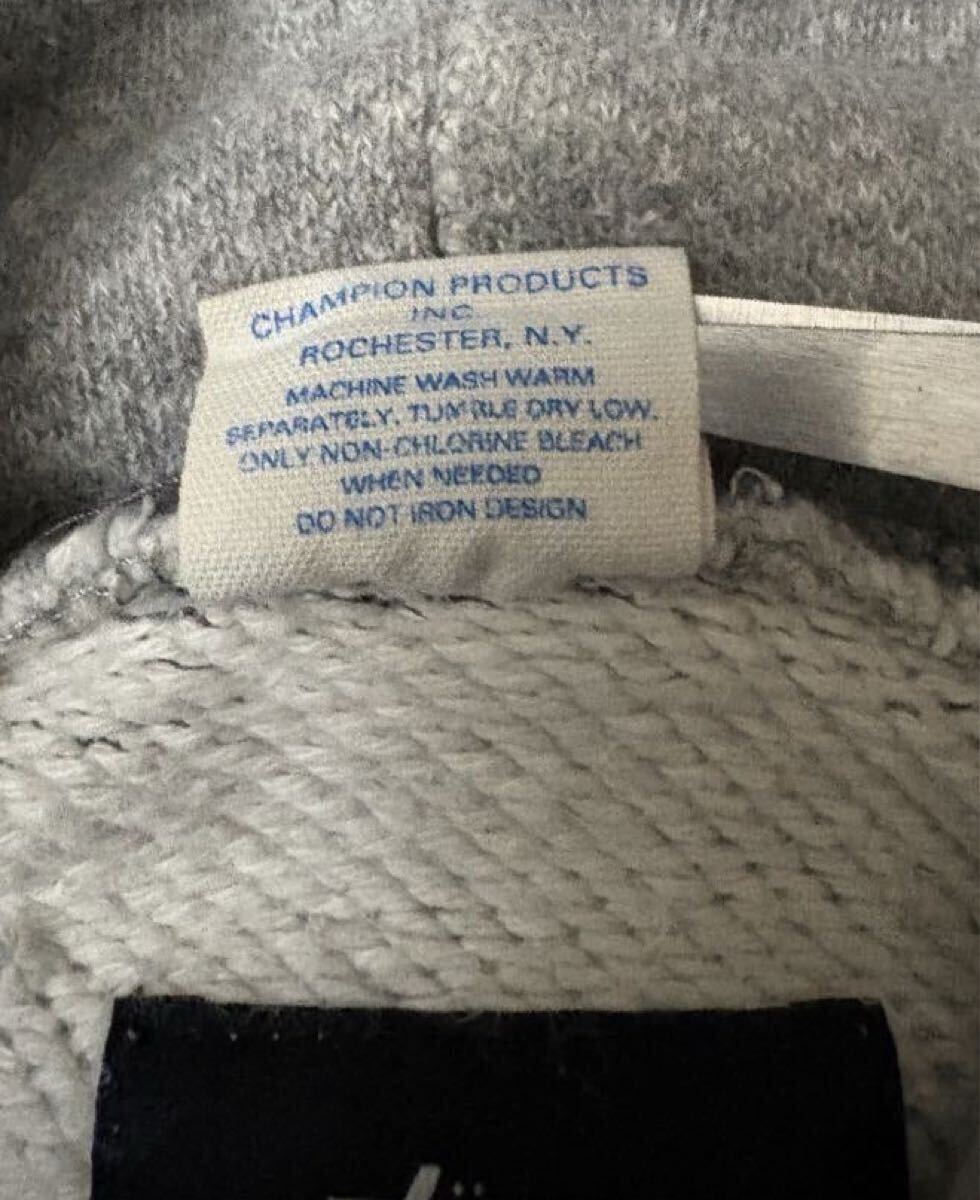 CHAMPION PRODUCTS
INC
ROCHESTER, N.Y.
MACHINE WASH WARM
SEPARATELY. TUMBLE DRY LOW.
ONLY NON-CHLORINE BLEACH
WHEN NEEDED
DO NOT IRON DESIGN